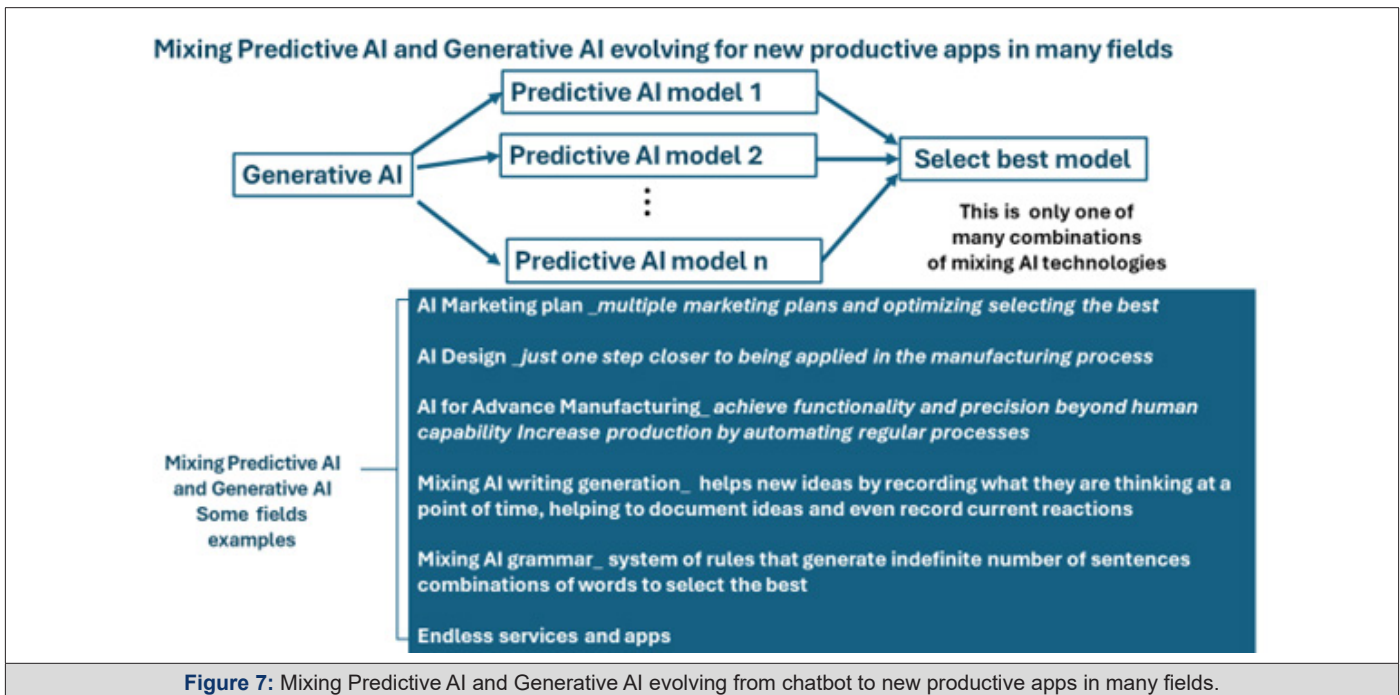 Mixing Predictive AI and Generative AI evolving for new productive apps in many fields
Predictive AI model 1
Generative AI
Predictive AI model 2
Select best model
⋮
Predictive AI model n
This is only one of
many combinations
of mixing AI technologies
AI Marketing plan _multiple marketing plans and optimizing selecting the best
AI Design _just one step closer to being applied in the manufacturing process
AI for Advance Manufacturing_ achieve functionality and precision beyond human
capability Increase production by automating regular processes
Mixing Predictive AI
and Generative AI
Some fields
examples
Mixing AI writing generation_ helps new ideas by recording what they are thinking at a
point of time, helping to document ideas and even record current reactions
Mixing AI grammar_ system of rules that generate indefinite number of sentences
combinations of words to select the best
Endless services and apps
Figure 7: Mixing Predictive AI and Generative AI evolving from chatbot to new productive apps in many fields.